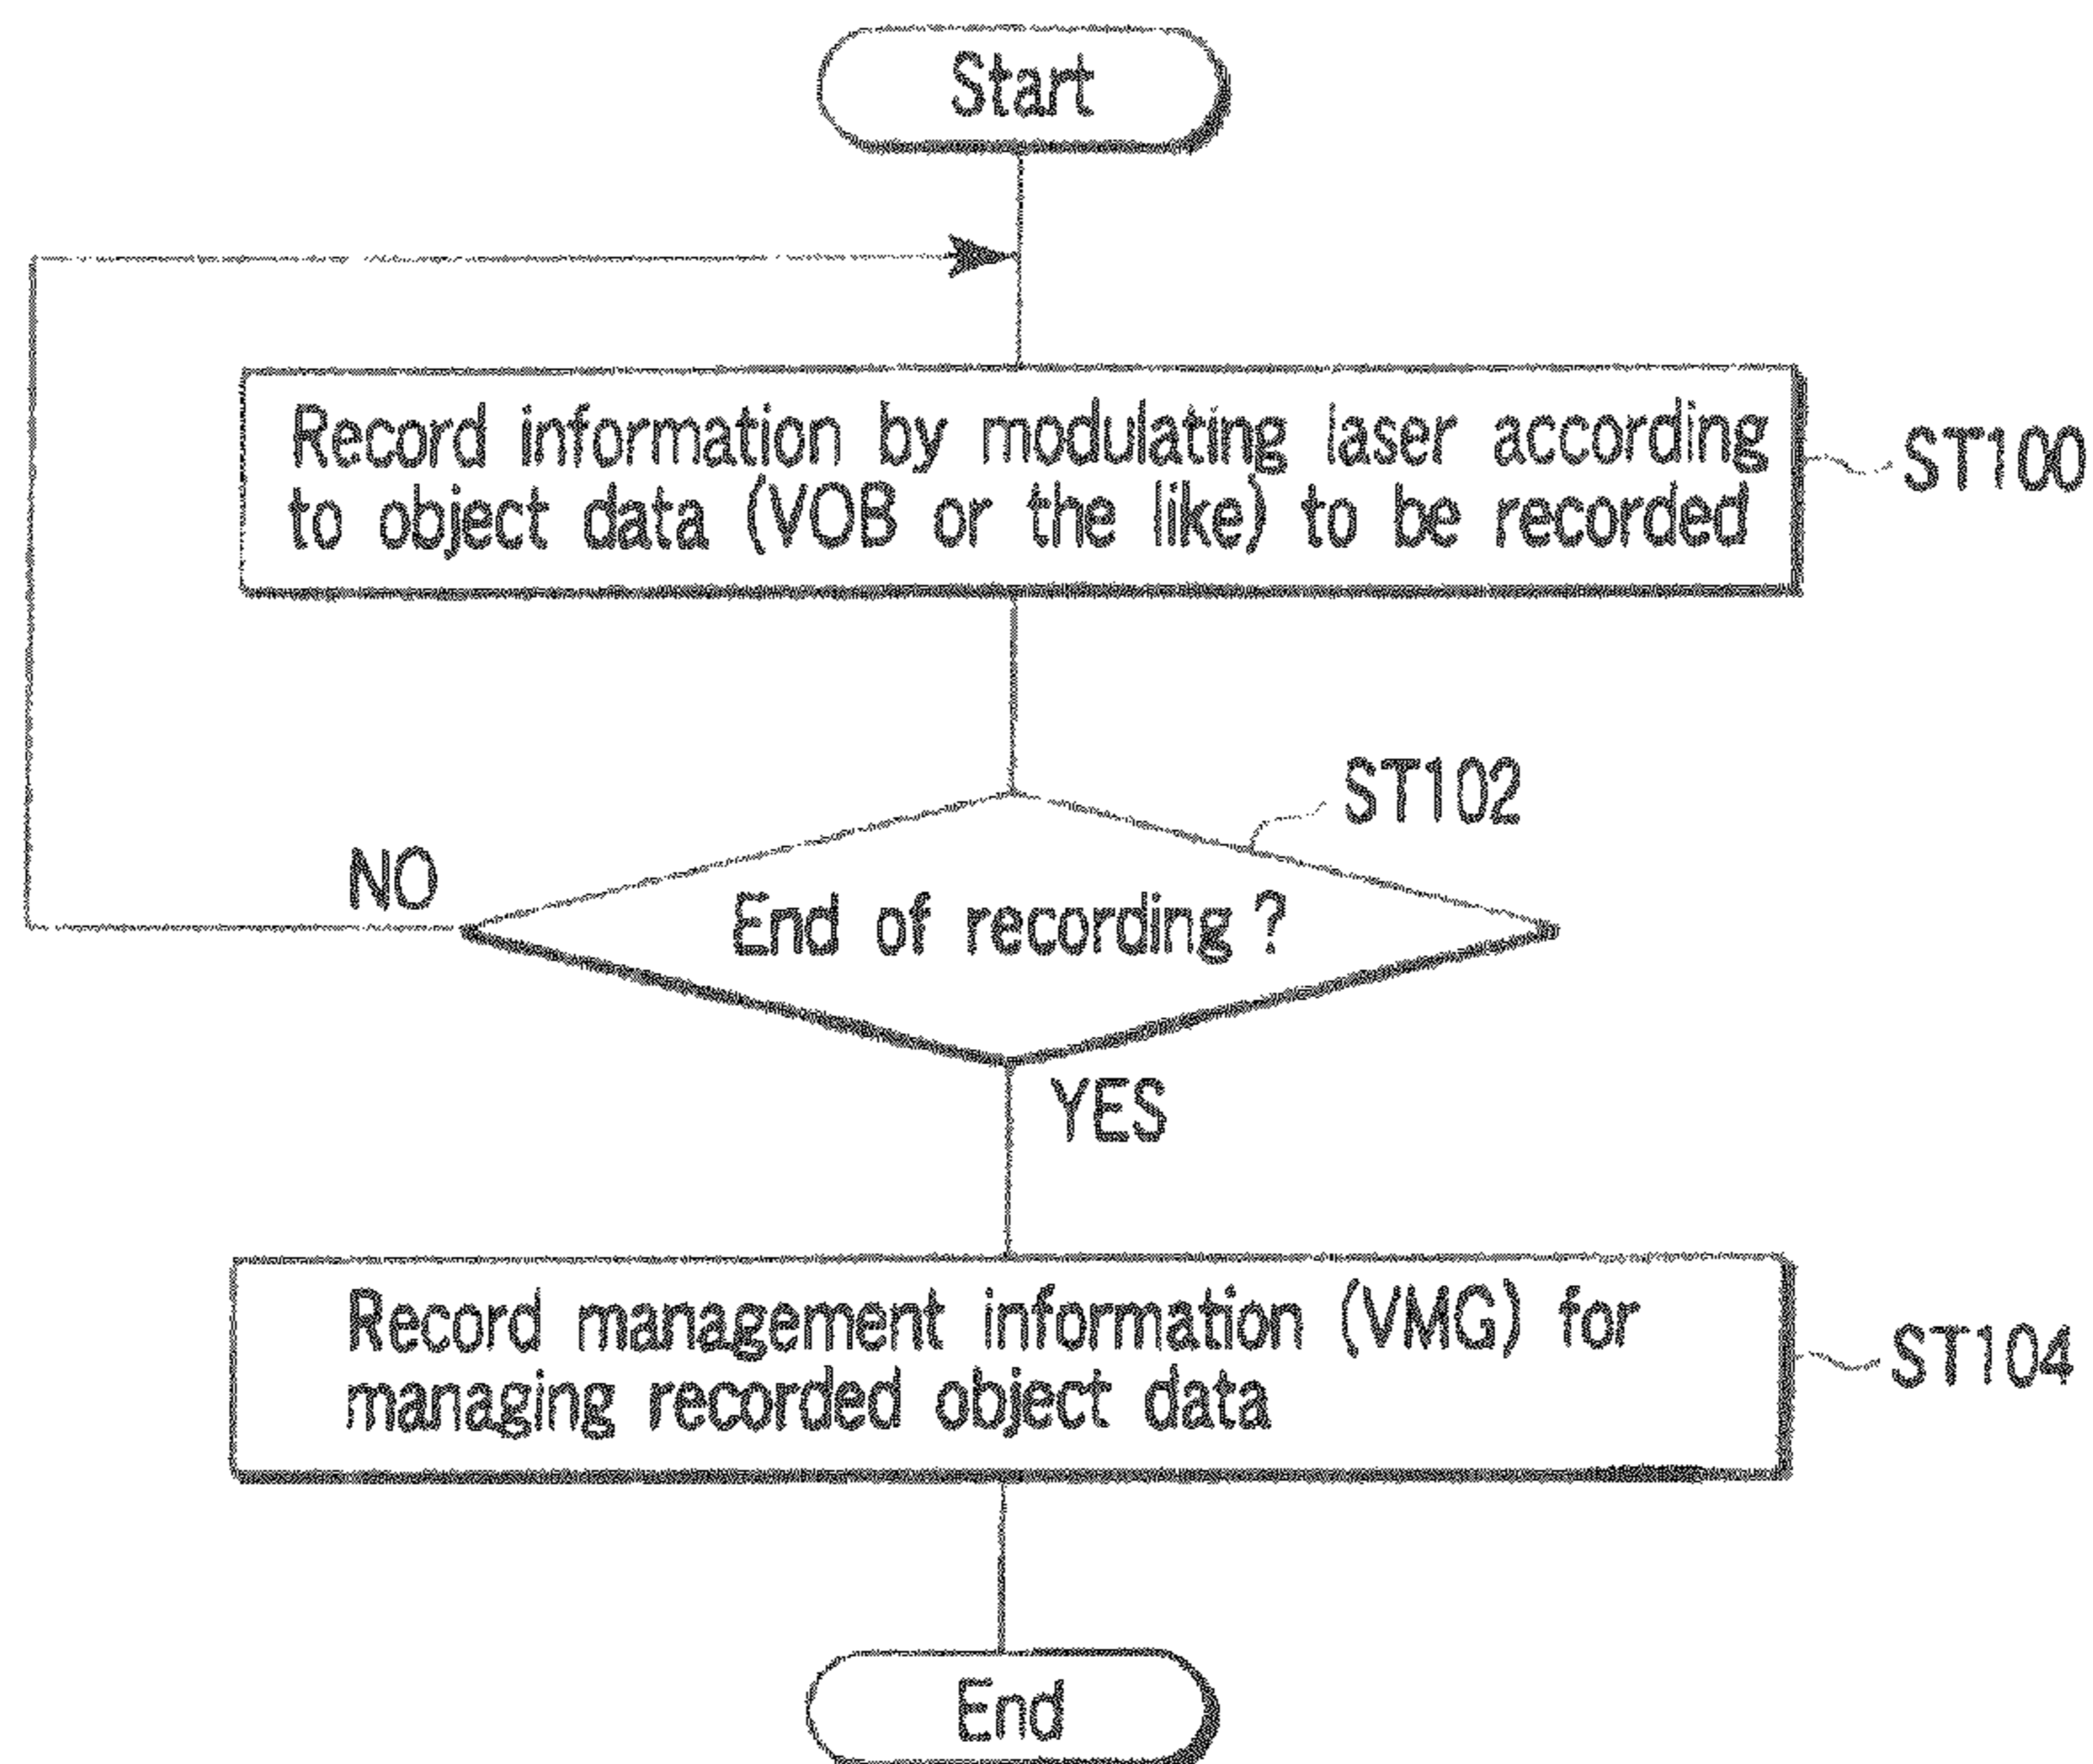 Start
Record information by modulating laser according
to object data (VOB or the like) to be recorded
ST100
ST102
NO
End of recording ?
YES
Record management information (VMG) for
managing recorded object data
ST104
End